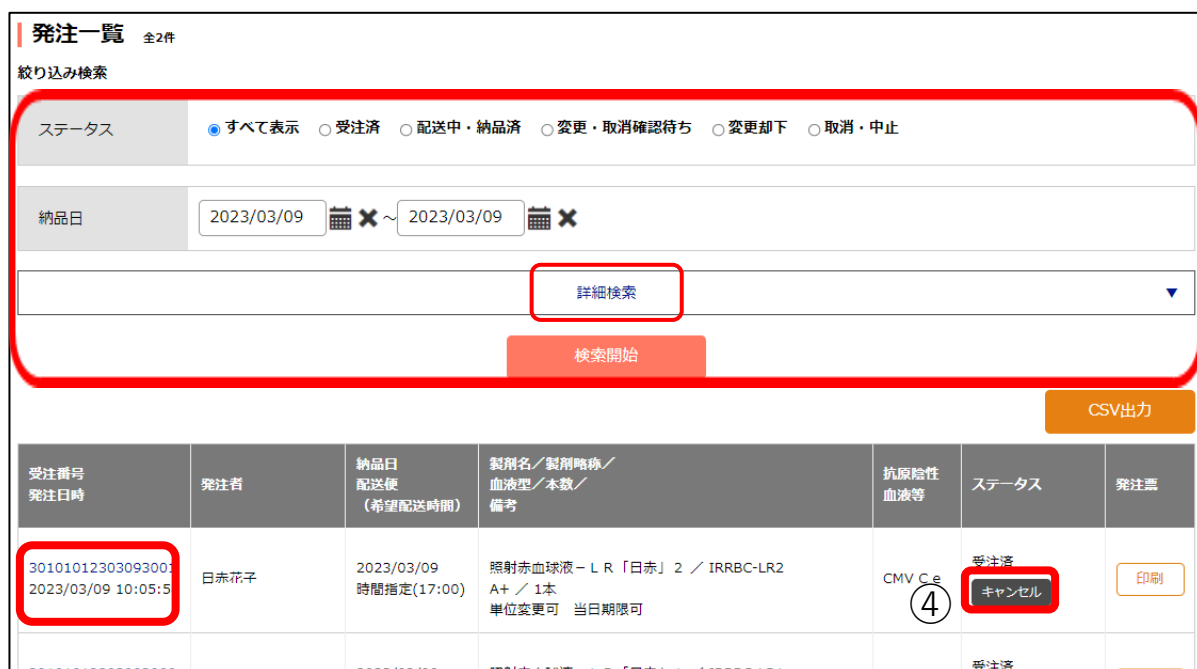 発注一覧 全2件
絞り込み検索
ステータス すべて表示 受注済 配送中・納品済 変更・取消確認待ち 変更却下 取消・中止
納品日 2023/03/09 ～ 2023/03/09
詳細検索 ▼
検索開始
CSV出力
受注番号
発注日時
発注者
納品日
配送便
（希望配送時間）
製剤名／製剤略称／
血液型／本数／
備考
抗原陰性
血液等
ステータス
発注票
30101012303093001
2023/03/09 10:05:5
日赤花子
2023/03/09
時間指定(17:00)
照射赤血球液－ＬＲ「日赤」２ ／ IRRBC-LR2
A+ ／ 1本
単位変更可 当日期限可
CMV C e
④
受注済
キャンセル
印刷
受注済